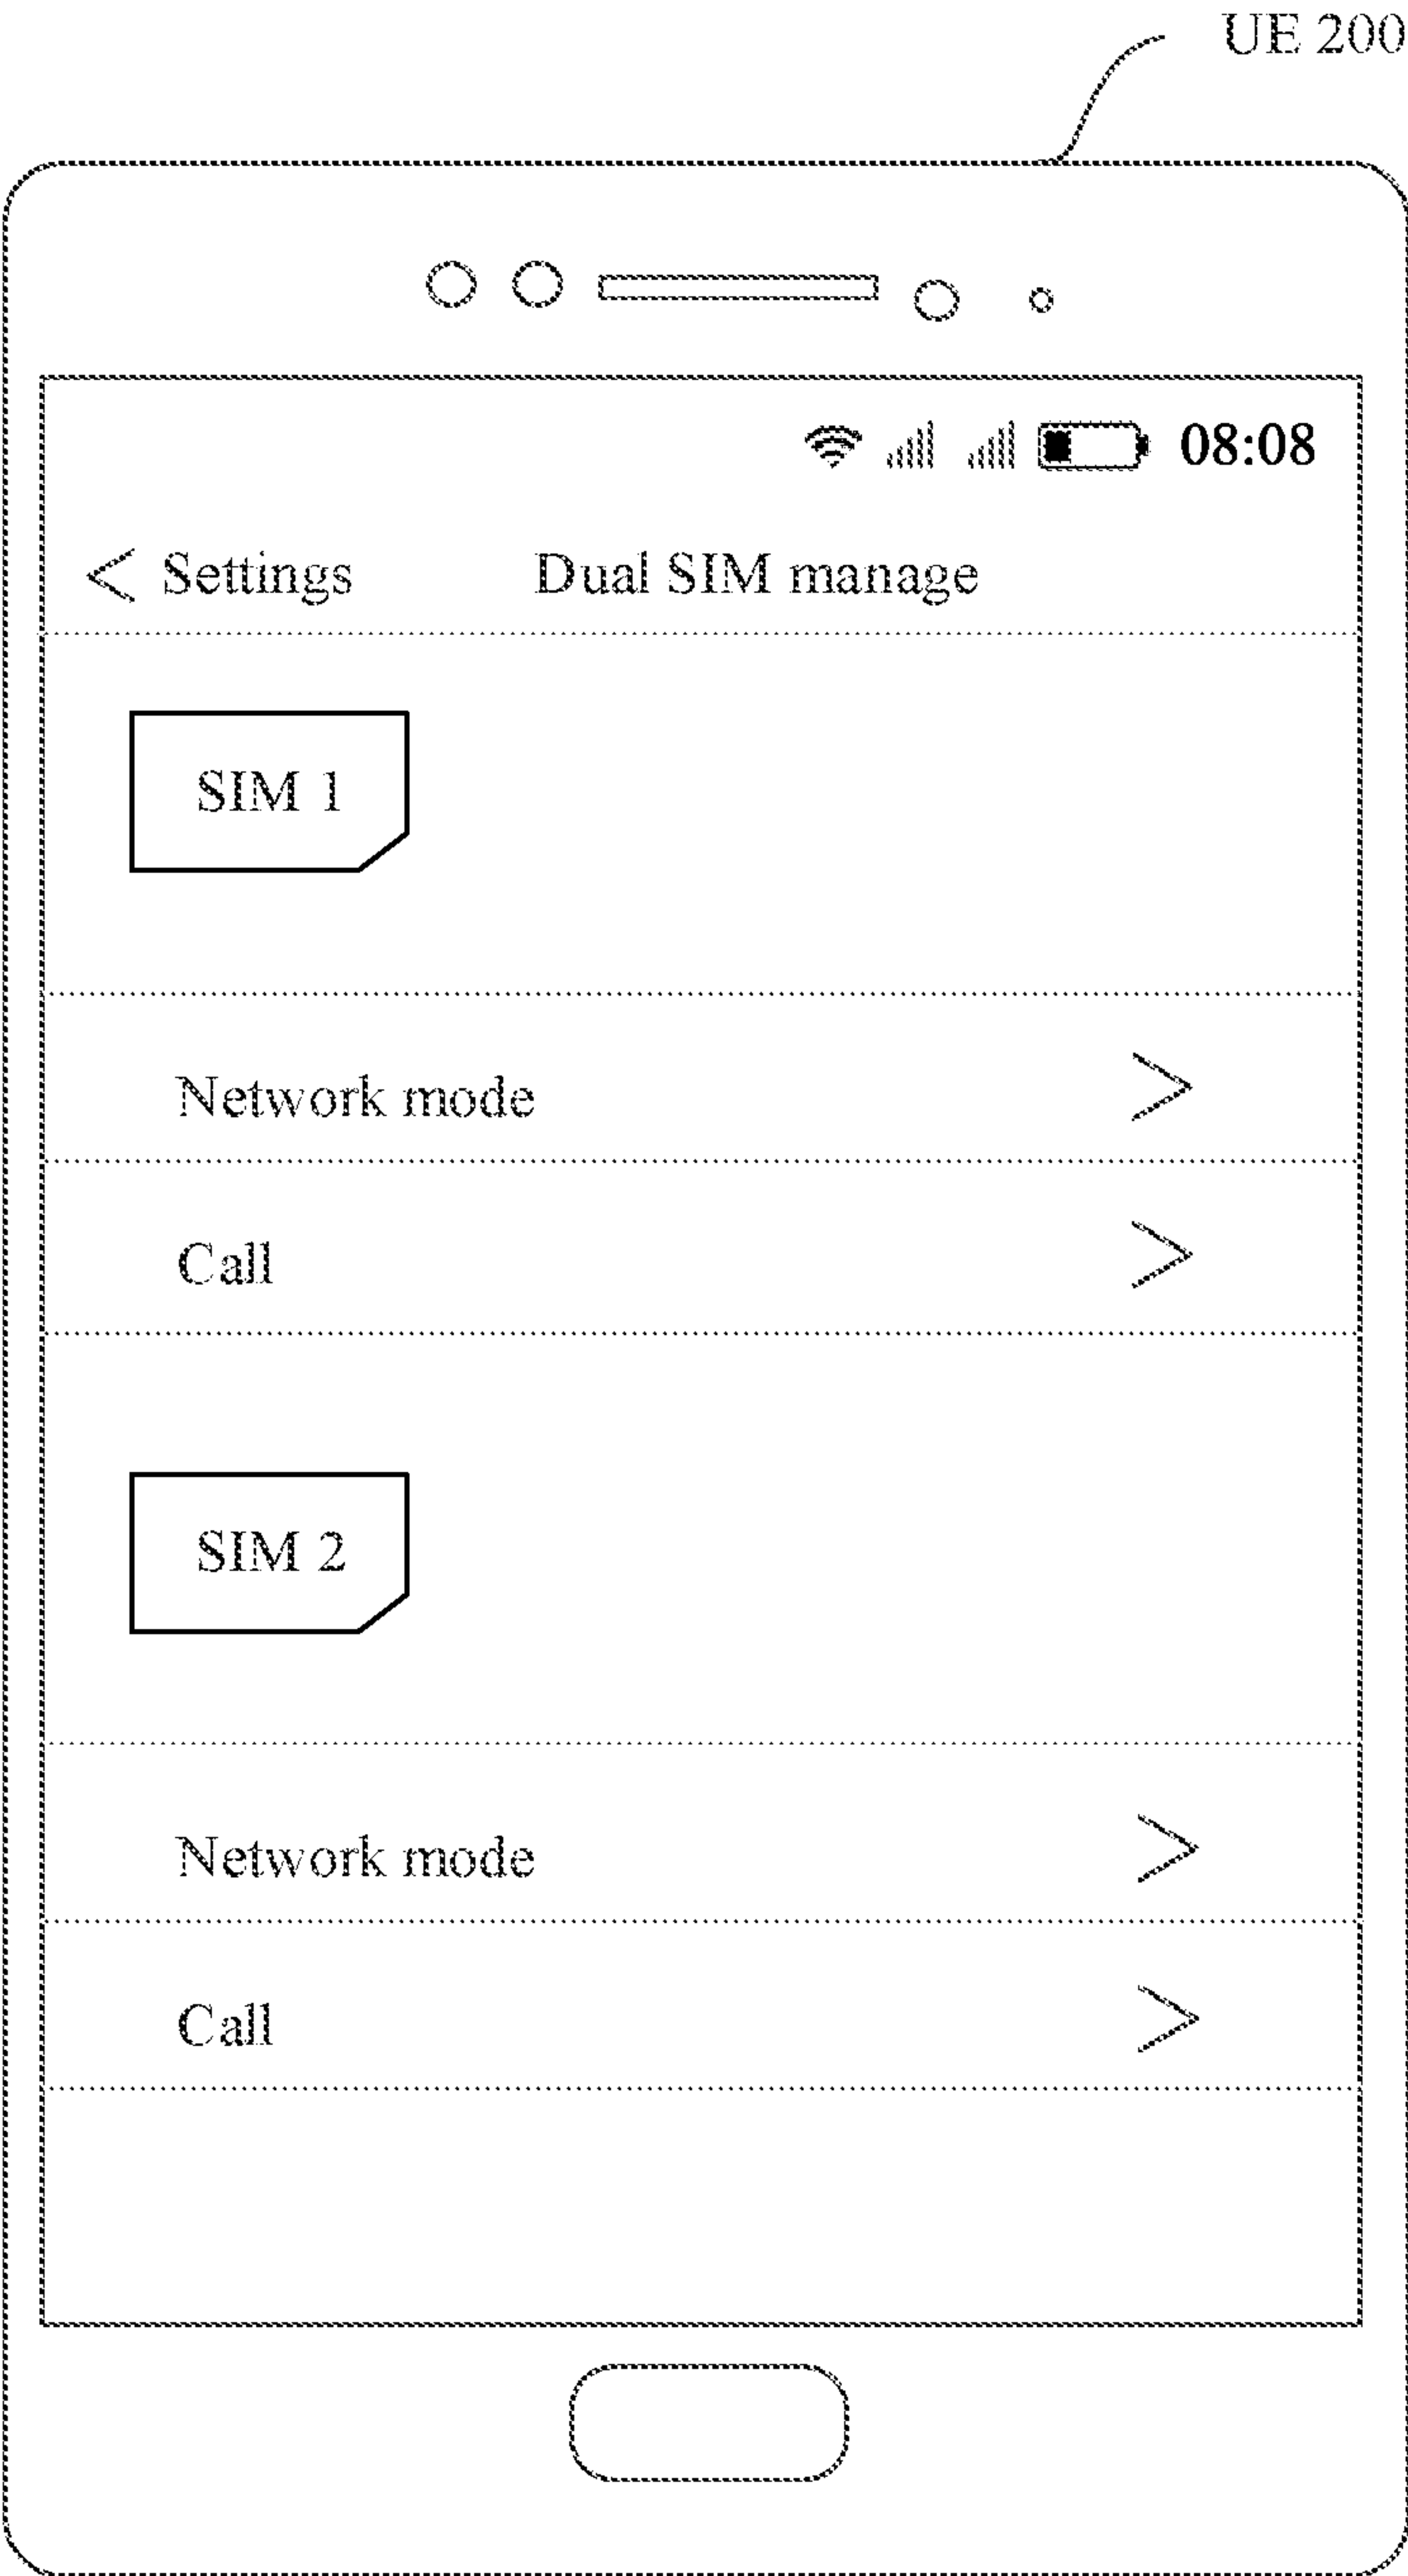 UE 200
08:08
< Settings Dual SIM manage
SIM 1
Network mode >
Call >
SIM 2
Network mode >
Call >